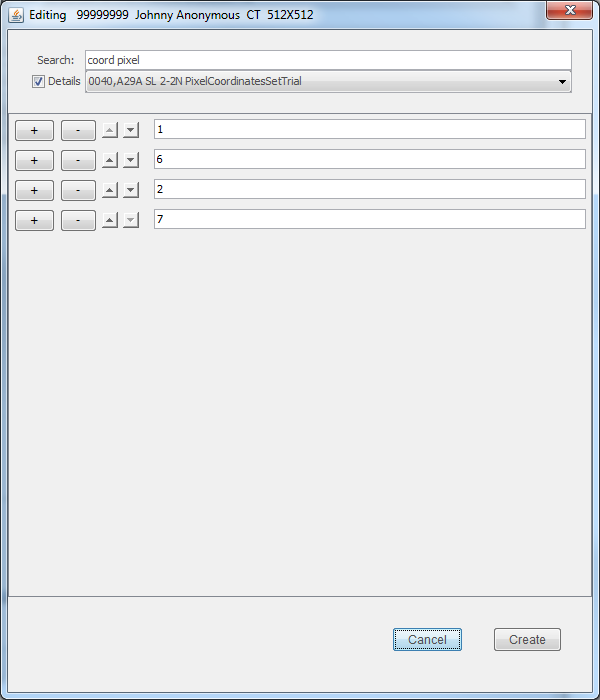 Editing 99999999 Johnny Anonymous CT 512X512
Search: coord pixel
Details 0040,A29A SL 2-2N PixelCoordinatesSetTrial
+ - 1
+ - 6
+ - 2
+ - 7
Cancel Create